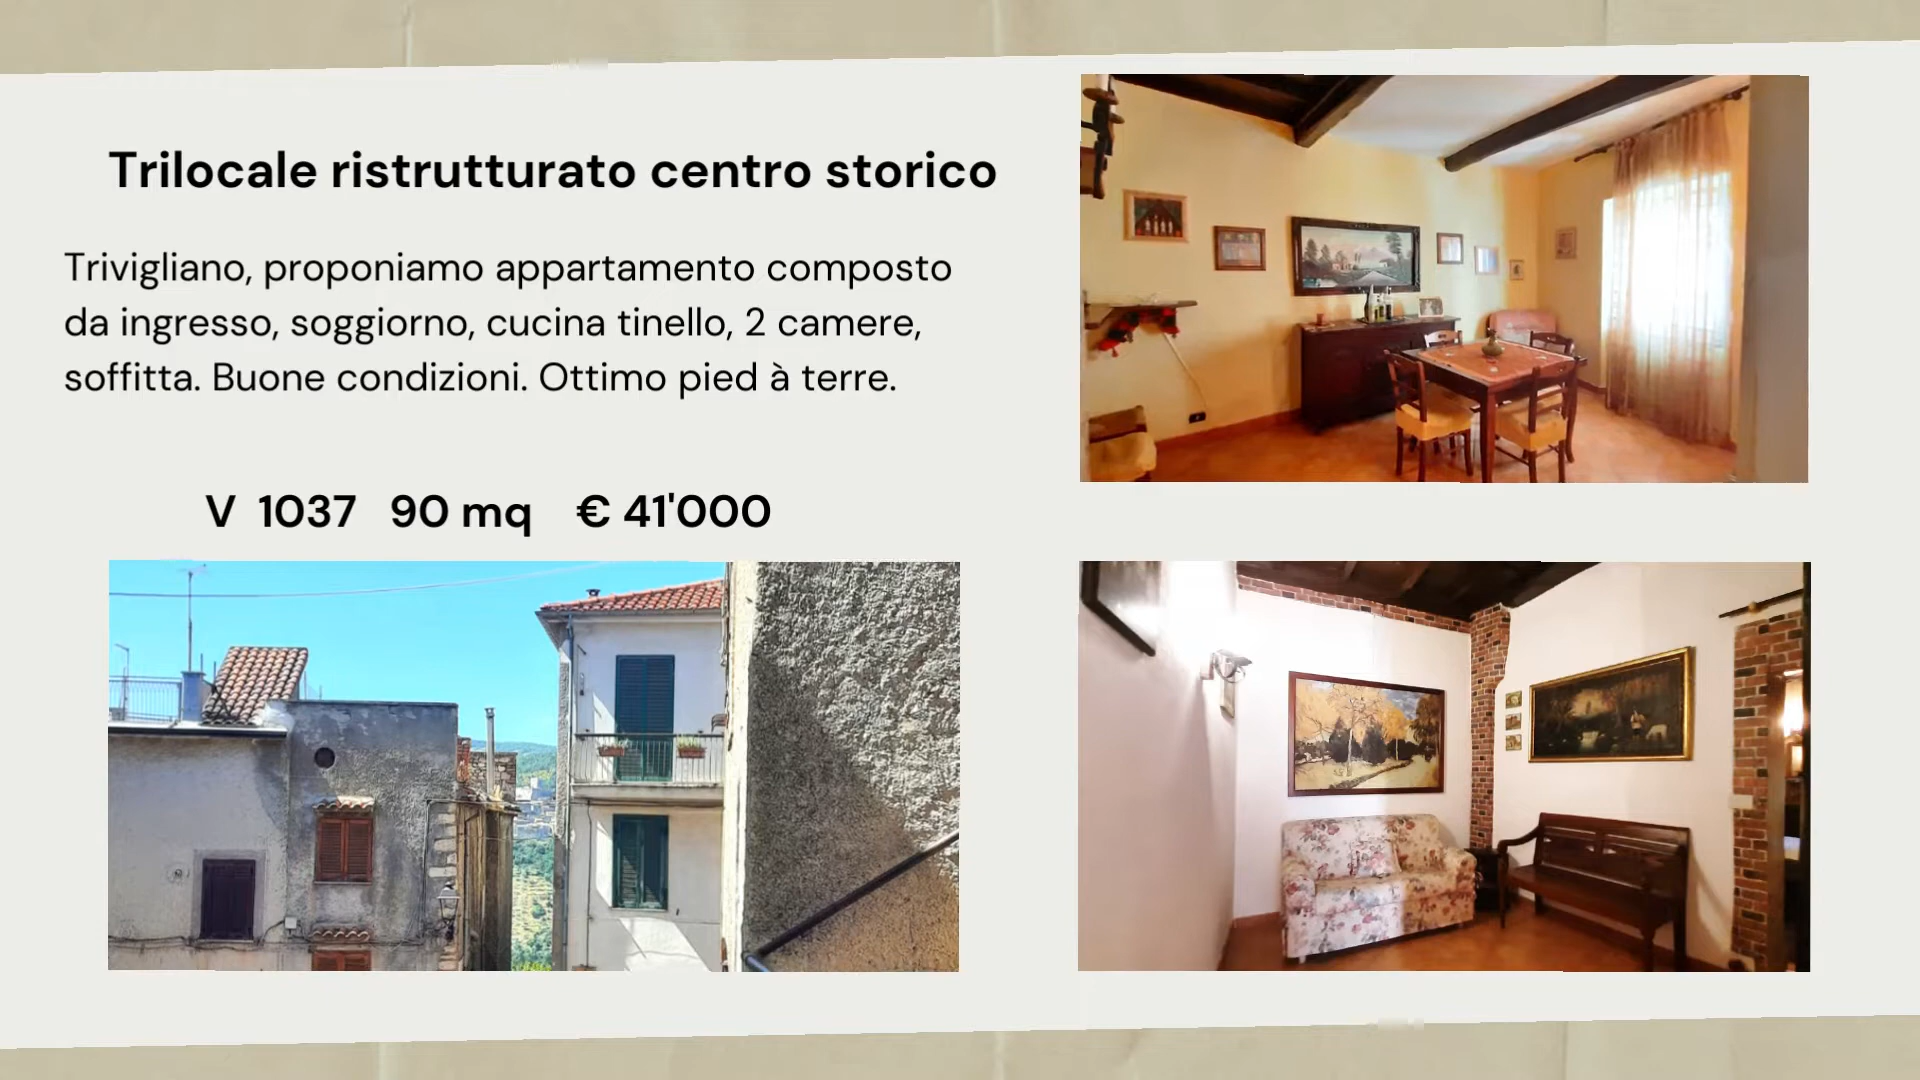 Trilocale ristrutturato centro storico
Trivigliano, proponiamo appartamento composto
da ingresso, soggiorno, cucina tinello, 2 camere,
soffitta. Buone condizioni. Ottimo pied à terre.
V 1037 90 mq € 41'000